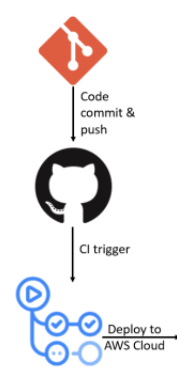 Code
commit &
push
CI trigger
Deploy to
AWS Cloud